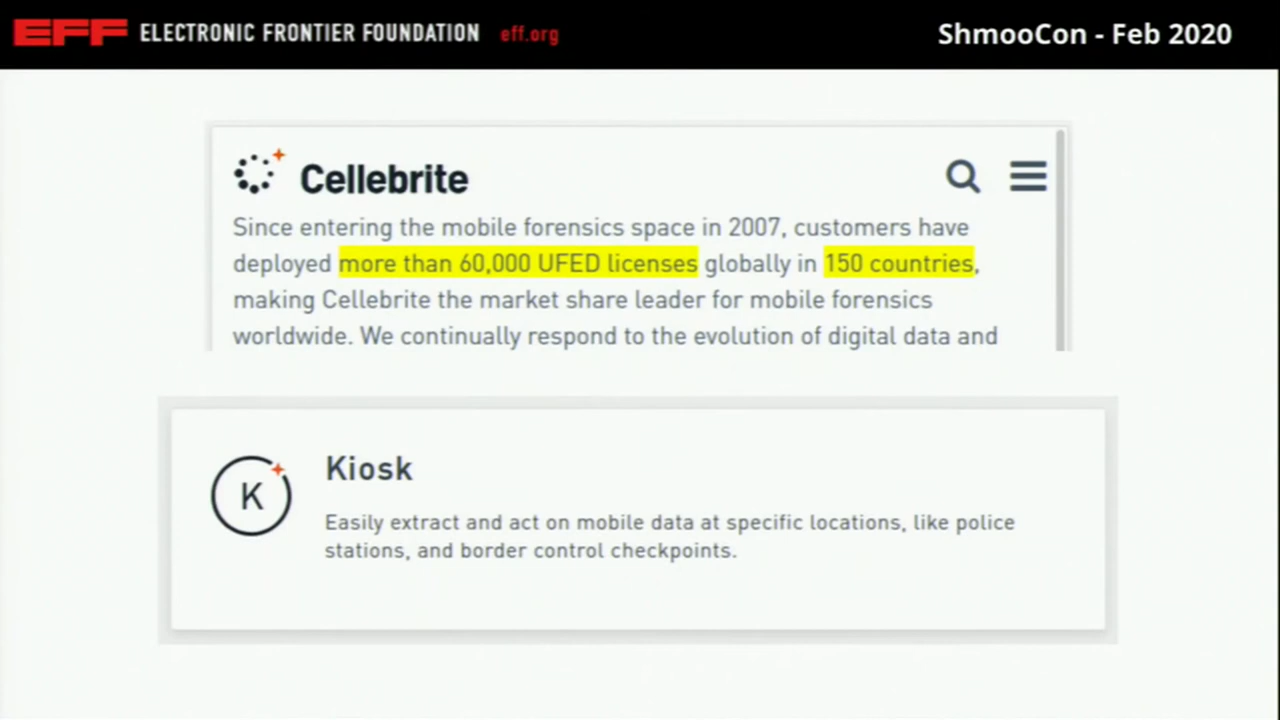 EFF ELECTRONIC FRONTIER FOUNDATION eff.org
ShmooCon - Feb 2020
Cellebrite
Since entering the mobile forensics space in 2007, customers have
deployed more than 60,000 UFED licenses globally in 150 countries,
making Cellebrite the market share leader for mobile forensics
worldwide. We continually respond to the evolution of digital data and
K
Kiosk
Easily extract and act on mobile data at specific locations, like police
stations, and border control checkpoints.